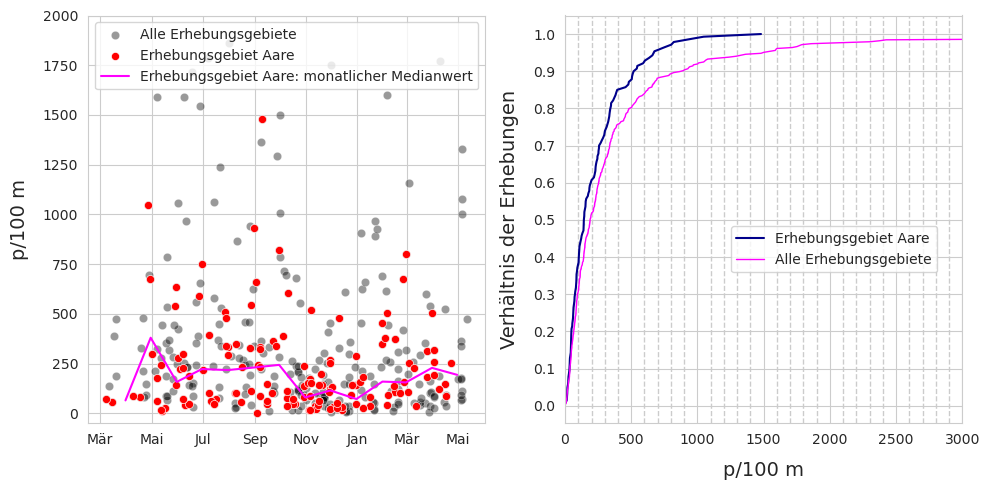 2000
1750
1500
1250
1000
750
500
250
0
p/100 m
Alle Erhebungsgebiete
Erhebungsgebiet Aare
Erhebungsgebiet Aare: monatlicher Medianwert
Mär
Mai
Jul
Sep
Nov
Jan
Mär
Mai
1.0
0.9
0.8
0.7
0.6
0.5
0.4
0.3
0.2
0.1
0.0
Verhältnis der Erhebungen
Erhebungsgebiet Aare
Alle Erhebungsgebiete
0
500
1000
1500
2000
2500
3000
p/100 m